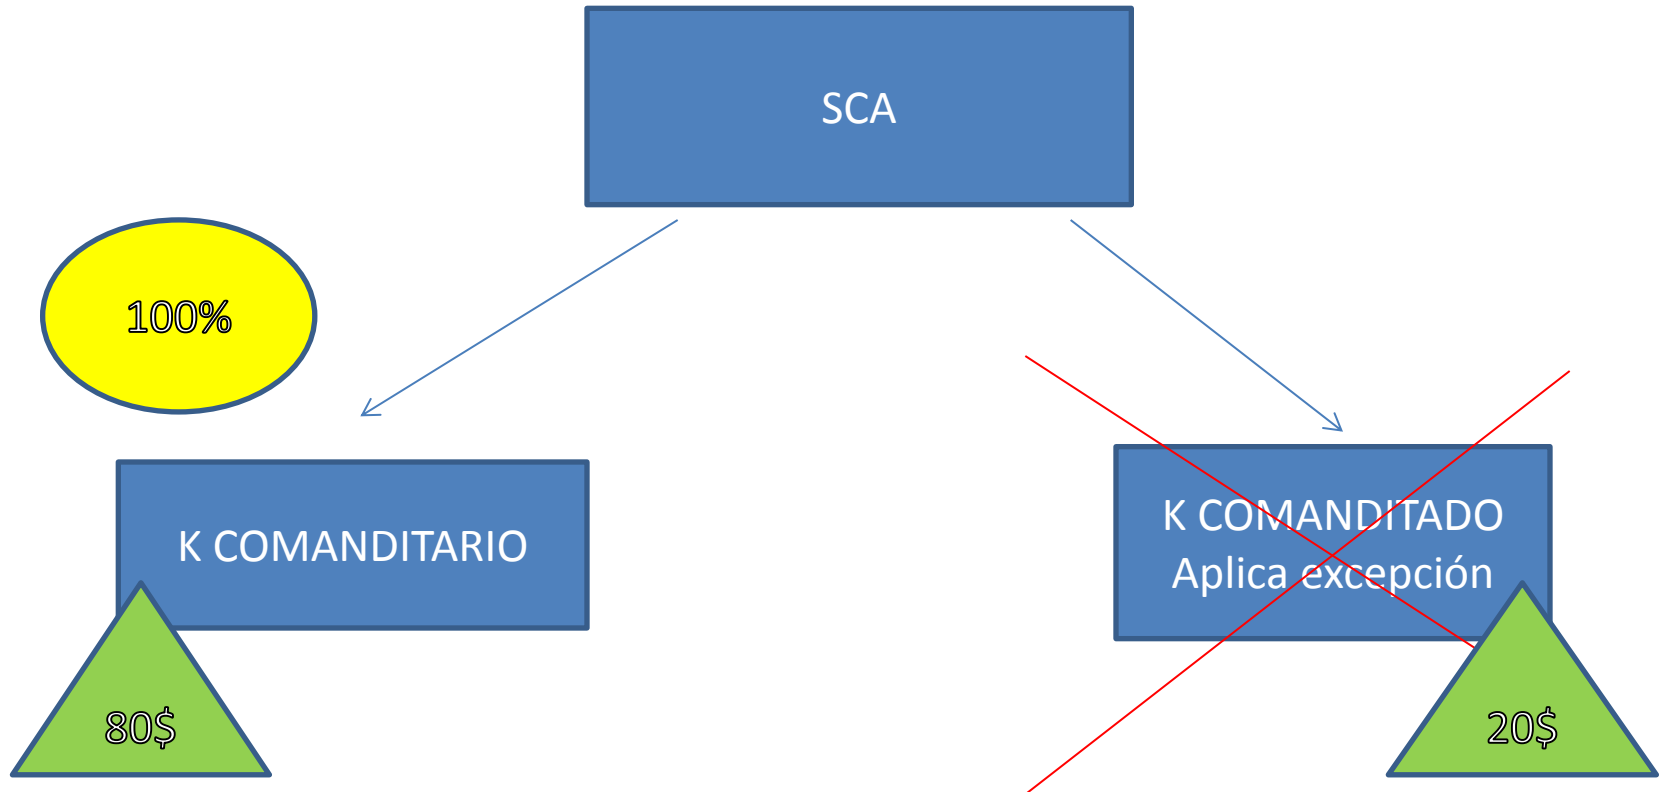 SCA
100%
K COMANDITARIO
K COMANDITADO
Aplica excepción
80$
20$